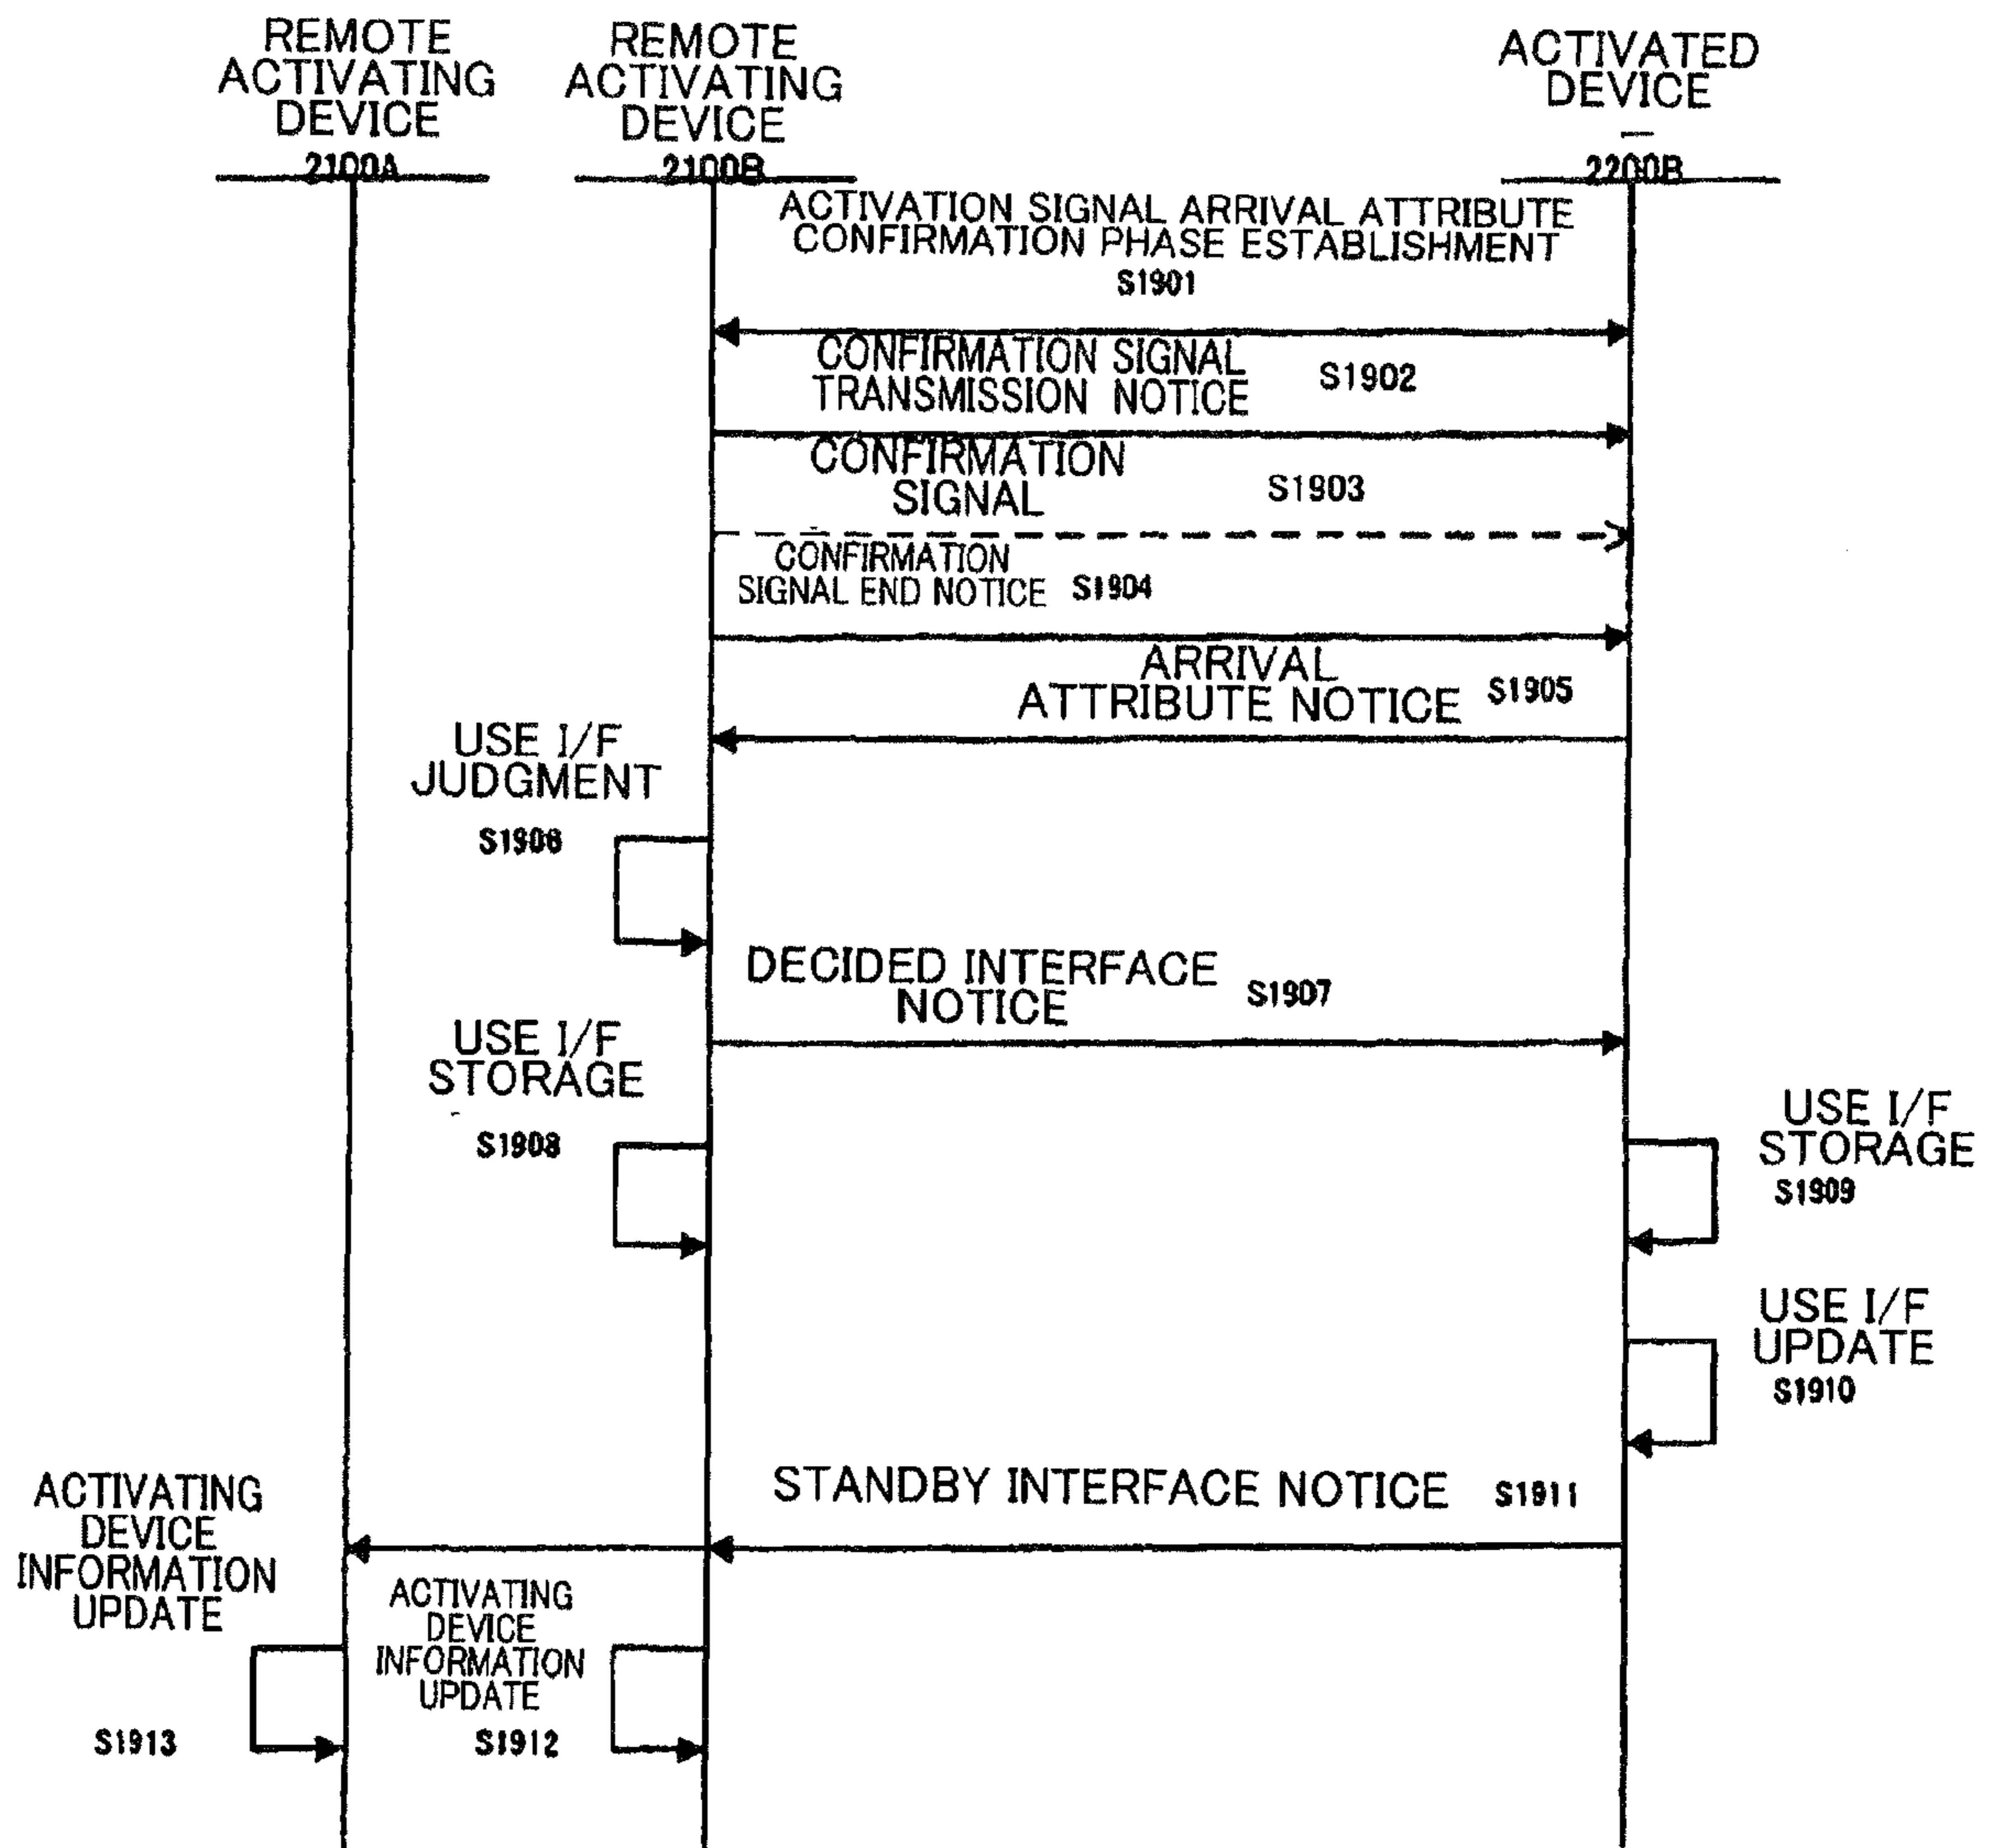 REMOTE
ACTIVATING
DEVICE
2100A
REMOTE
ACTIVATING
DEVICE
2100B
ACTIVATED
DEVICE
2200B
ACTIVATION SIGNAL ARRIVAL ATTRIBUTE
CONFIRMATION PHASE ESTABLISHMENT
S1901
CONFIRMATION SIGNAL
TRANSMISSION NOTICE
S1902
CONFIRMATION
SIGNAL
S1903
CONFIRMATION
SIGNAL END NOTICE
S1904
ARRIVAL
ATTRIBUTE NOTICE
S1905
USE I/F
JUDGMENT
S1906
DECIDED INTERFACE
NOTICE
S1907
USE I/F
STORAGE
S1908
USE I/F
STORAGE
S1909
USE I/F
UPDATE
S1910
STANDBY INTERFACE NOTICE
S1911
ACTIVATING
DEVICE
INFORMATION
UPDATE
S1913
ACTIVATING
DEVICE
INFORMATION
UPDATE
S1912